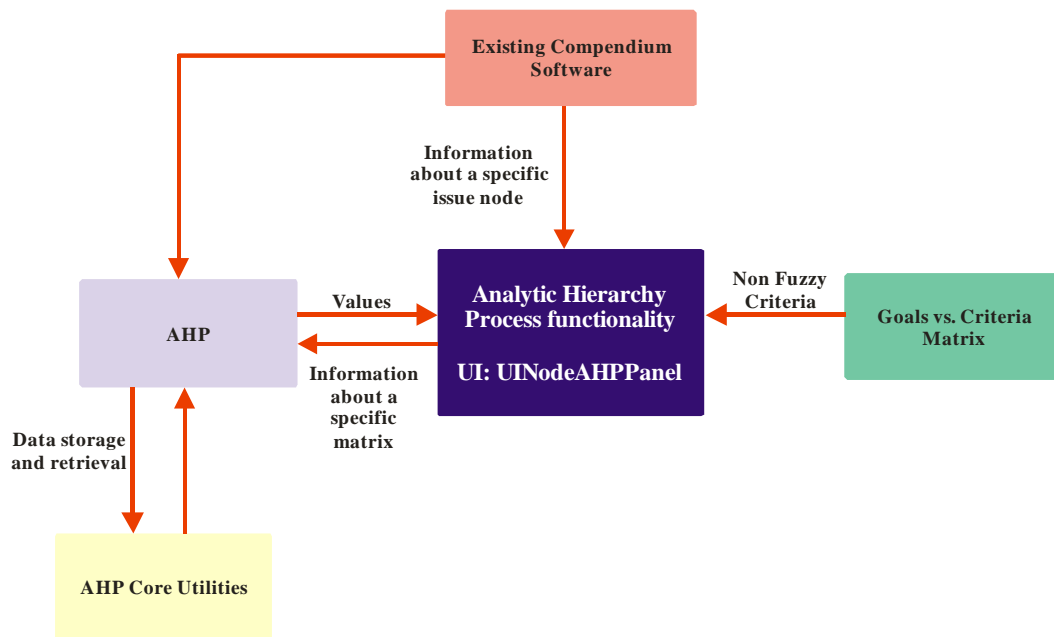 Existing Compendium
Software
Information
about a specific
issue node
Non Fuzzy
Criteria
Analytic Hierarchy
Process functionality
UI: UINodeAHPPanel
Values
AHP
Goals vs. Criteria
Matrix
Information
about a
specific
matrix
Data storage
and retrieval
AHP Core Utilities